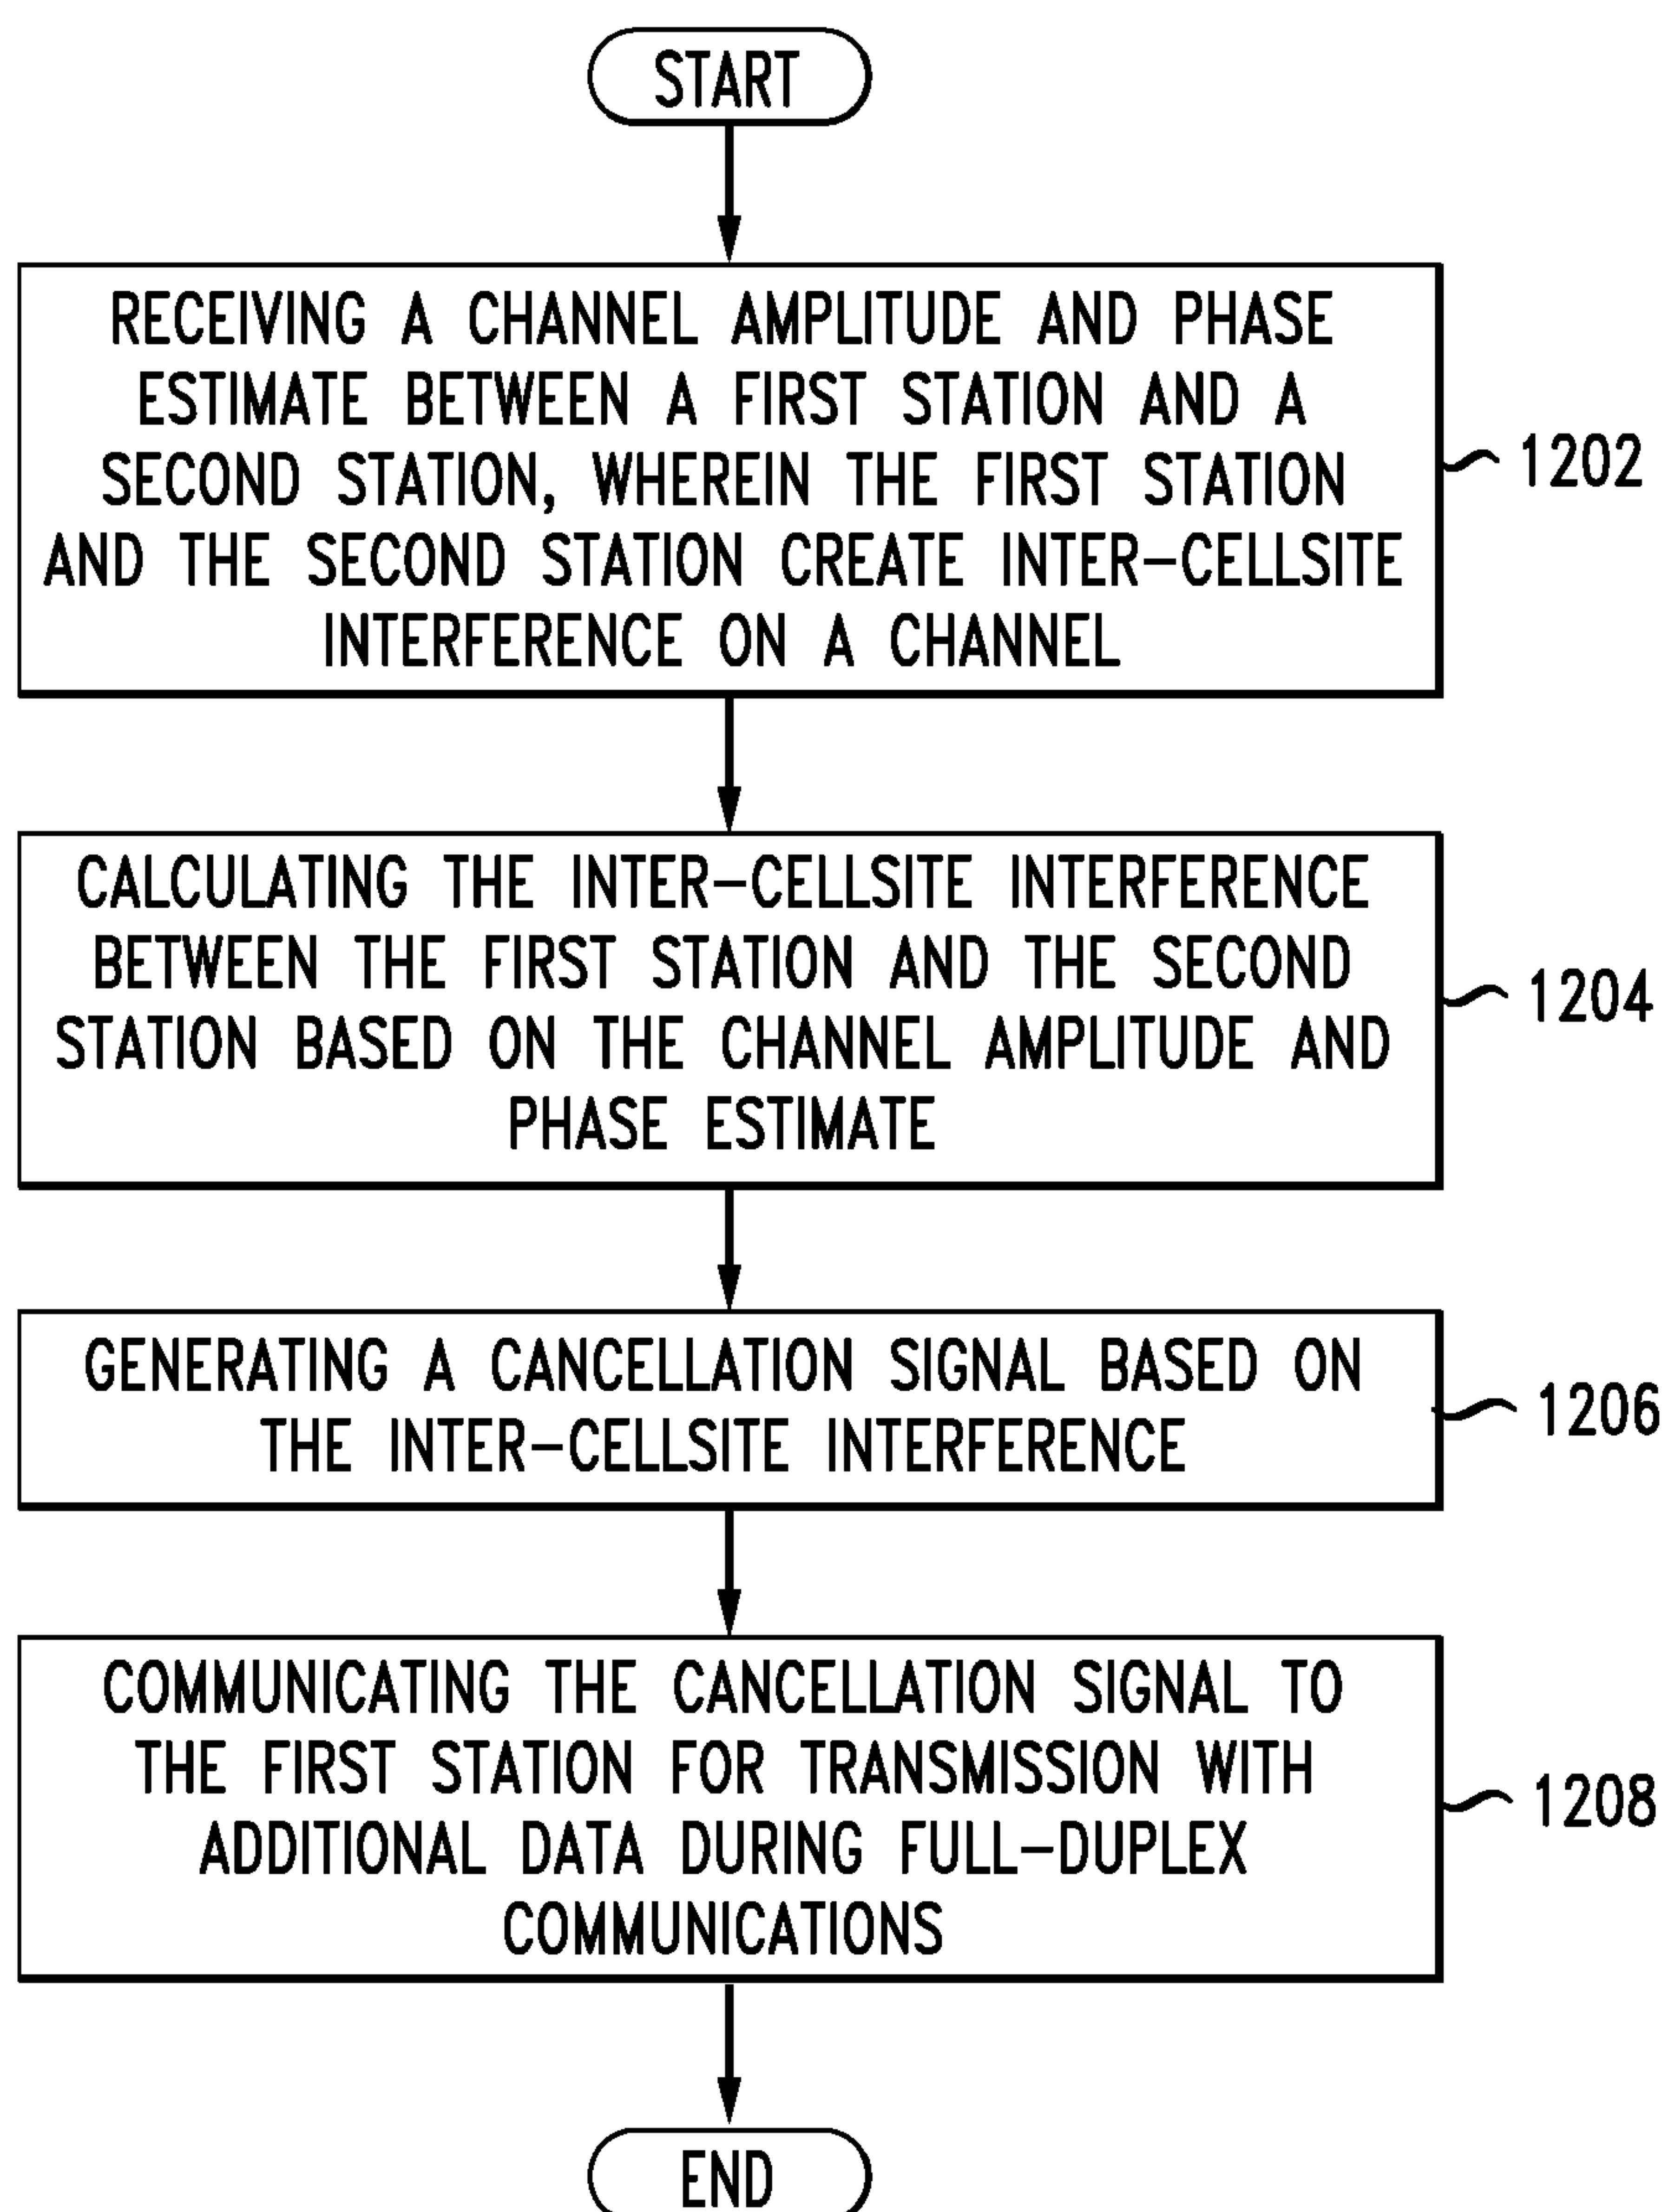 START
RECEIVING A CHANNEL AMPLITUDE AND PHASE
ESTIMATE BETWEEN A FIRST STATION AND A
SECOND STATION, WHEREIN THE FIRST STATION
AND THE SECOND STATION CREATE INTER-CELLSITE
INTERFERENCE ON A CHANNEL
1202
CALCULATING THE INTER-CELLSITE INTERFERENCE
BETWEEN THE FIRST STATION AND THE SECOND
STATION BASED ON THE CHANNEL AMPLITUDE AND
PHASE ESTIMATE
1204
GENERATING A CANCELLATION SIGNAL BASED ON
THE INTER-CELLSITE INTERFERENCE
1206
COMMUNICATING THE CANCELLATION SIGNAL TO
THE FIRST STATION FOR TRANSMISSION WITH
ADDITIONAL DATA DURING FULL-DUPLEX
COMMUNICATIONS
1208
END